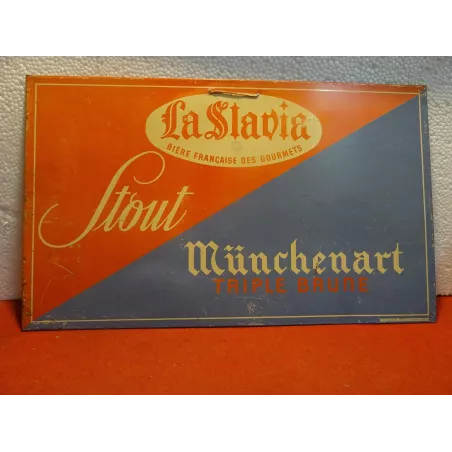 La Slavia
BIÈRE FRANÇAISE DES GOURMETS
Stout
Münchenart
TRIPLE BRUNE